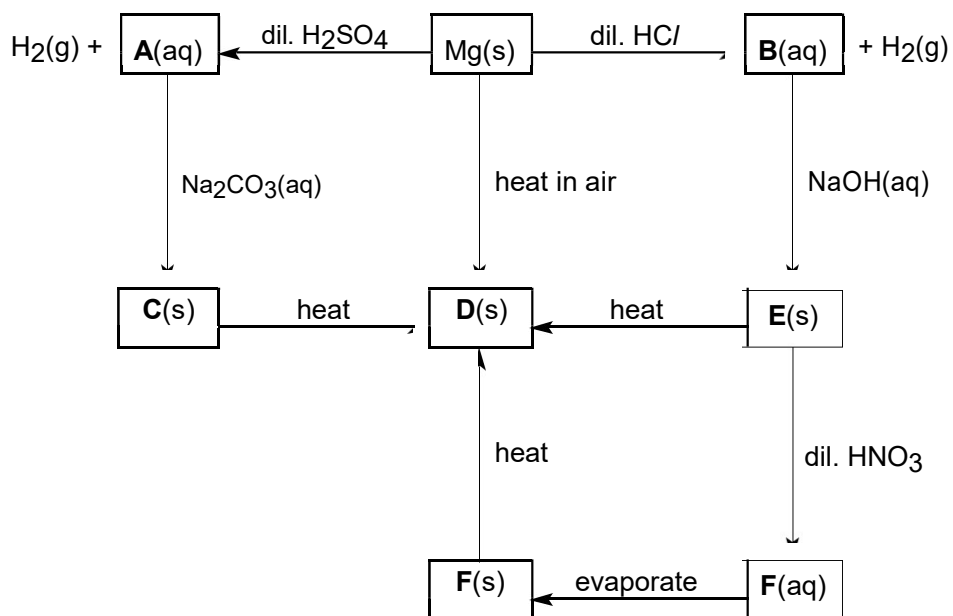 H₂(g) + A(aq) dil. H₂SO₄ Mg(s) dil. HCl B(aq) + H₂(g)
Na₂CO₃(aq) heat in air NaOH(aq)
C(s) heat D(s) heat E(s)
heat dil. HNO₃
F(s) evaporate F(aq)